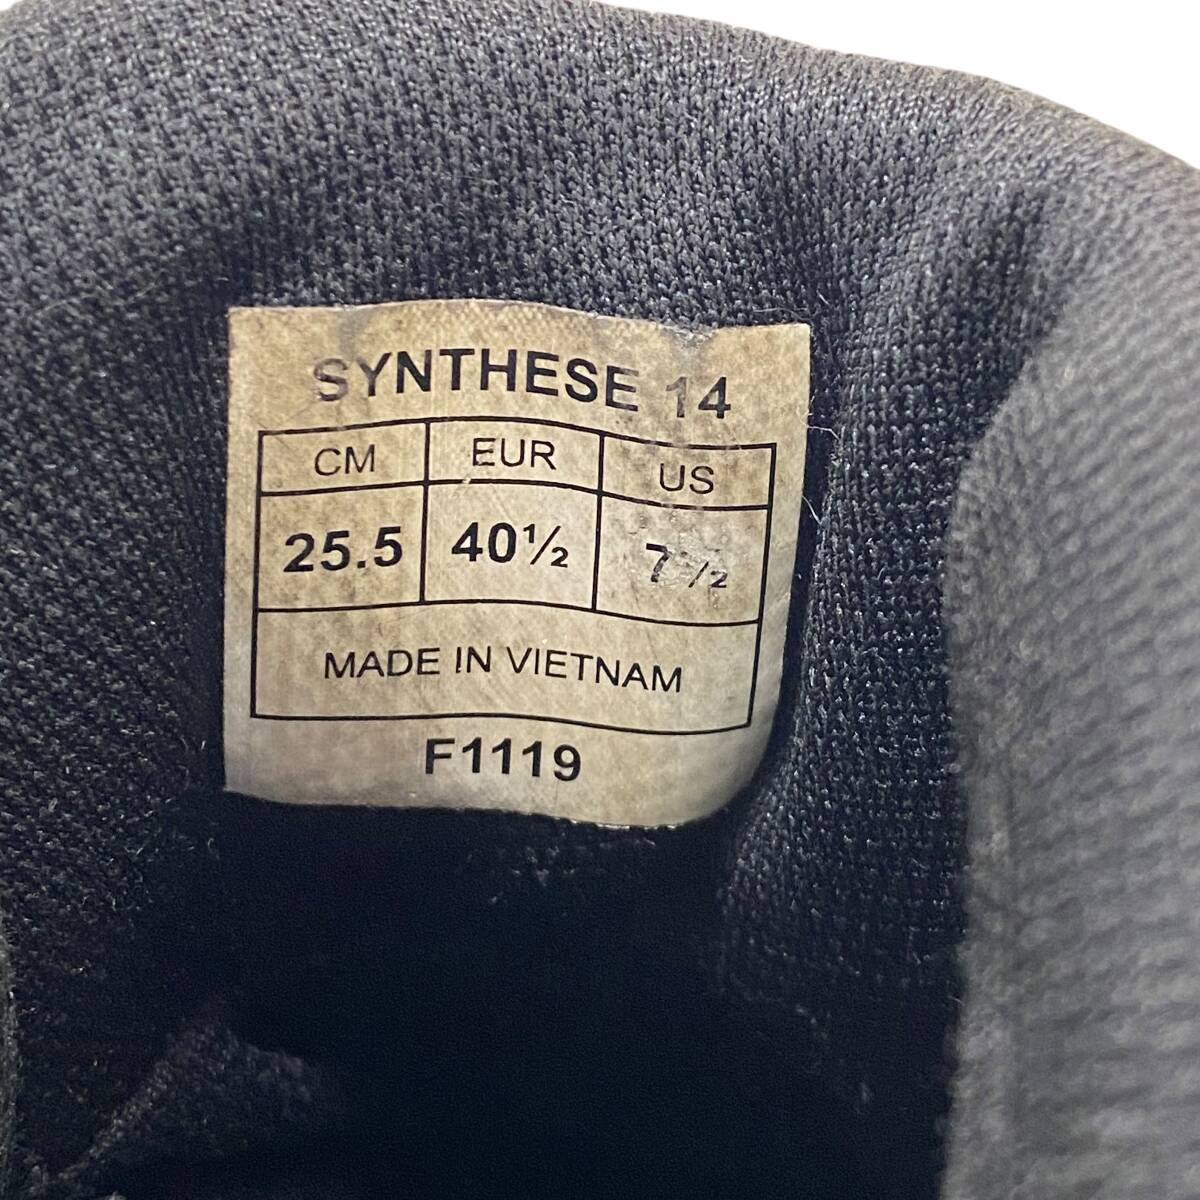 SYNTHESE 14
CM EUR US
25.5 40½ 7½
MADE IN VIETNAM
F1119